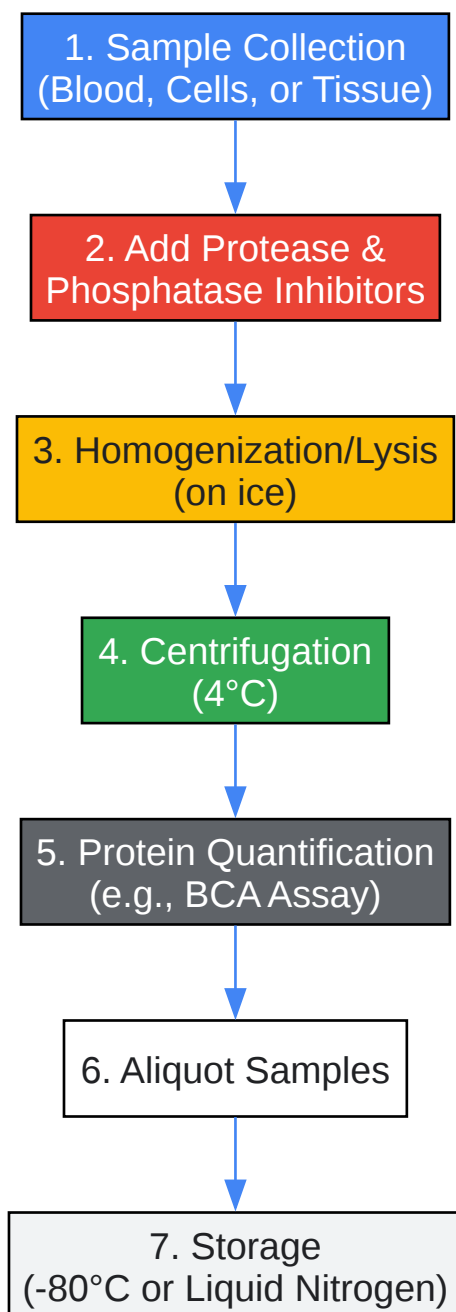 1. Sample Collection
(Blood, Cells, or Tissue)
2. Add Protease &
Phosphatase Inhibitors
3. Homogenization/Lysis
(on ice)
4. Centrifugation
(4°C)
5. Protein Quantification
(e.g., BCA Assay)
6. Aliquot Samples
7. Storage
(-80°C or Liquid Nitrogen)